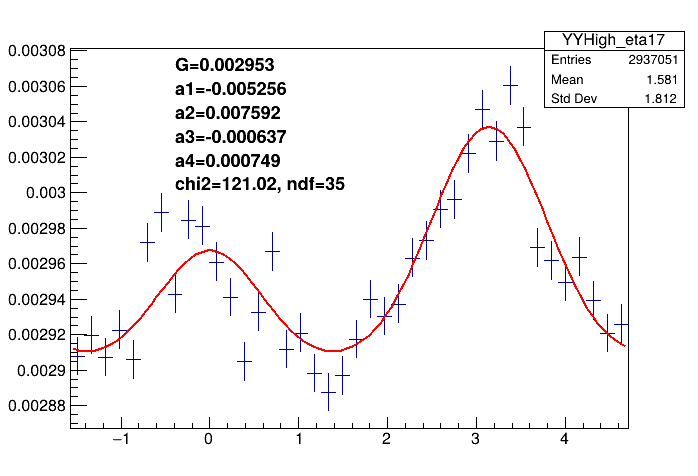 YYHigh_eta17
Entries 2937051
Mean 1.581
Std Dev 1.812
G=0.002953
a1=-0.005256
a2=0.007592
a3=-0.000637
a4=0.000749
chi2=121.02, ndf=35
0.00308
0.00306
0.00304
0.00302
0.003
0.00298
0.00296
0.00294
0.00292
0.0029
0.00288
−1 0 1 2 3 4